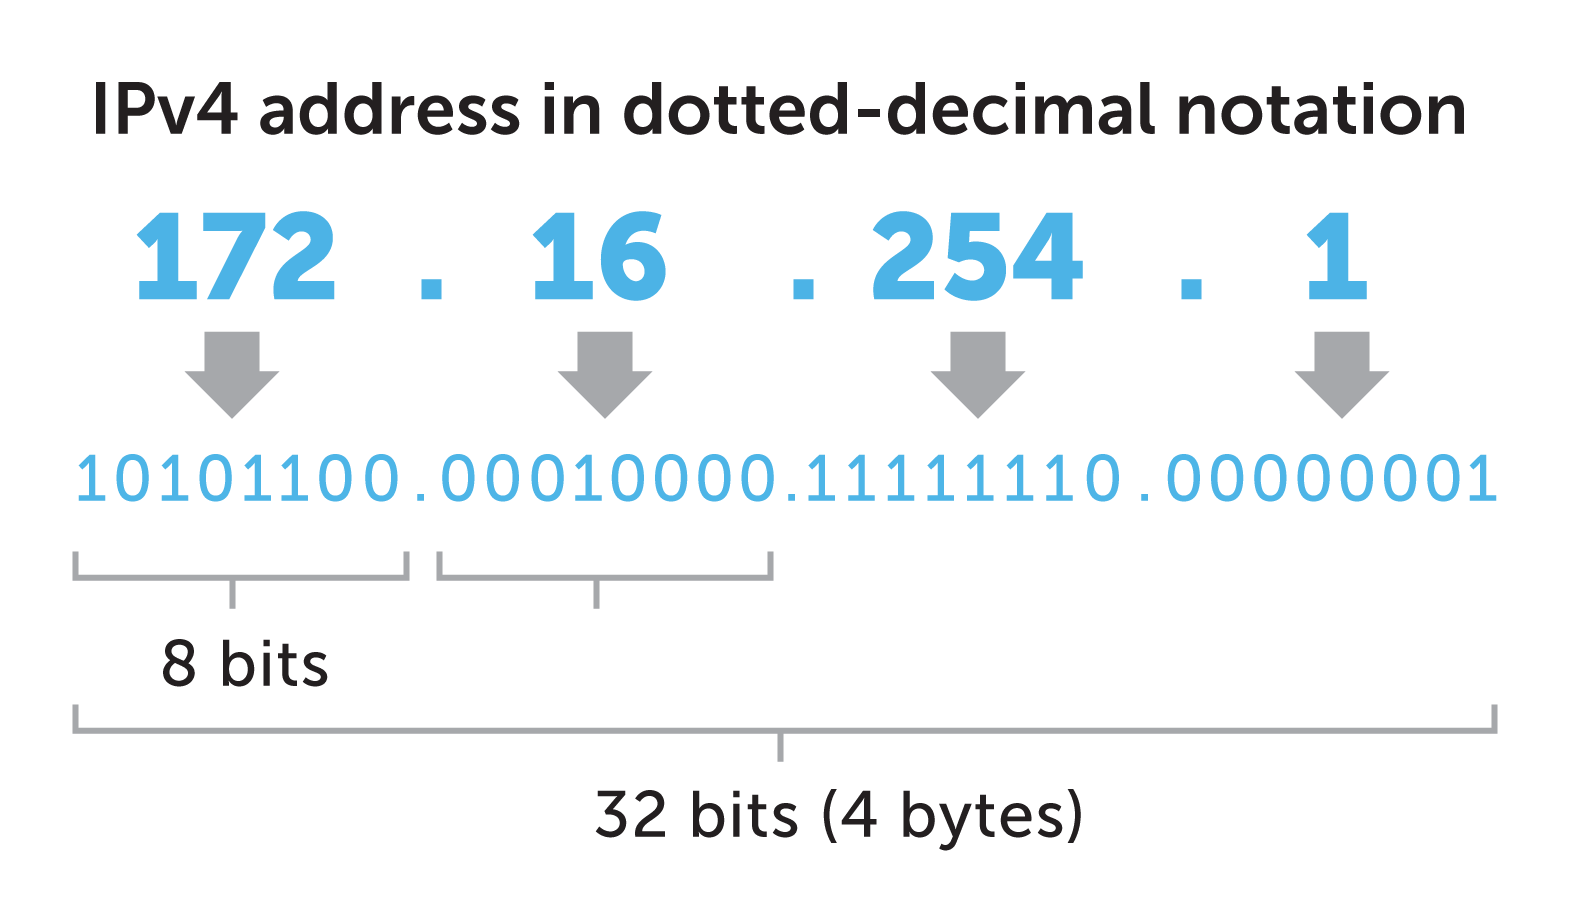 IPv4 address in dotted-decimal notation
172 . 16 . 254 . 1
10101100.00010000.11111110.00000001
8 bits
32 bits (4 bytes)